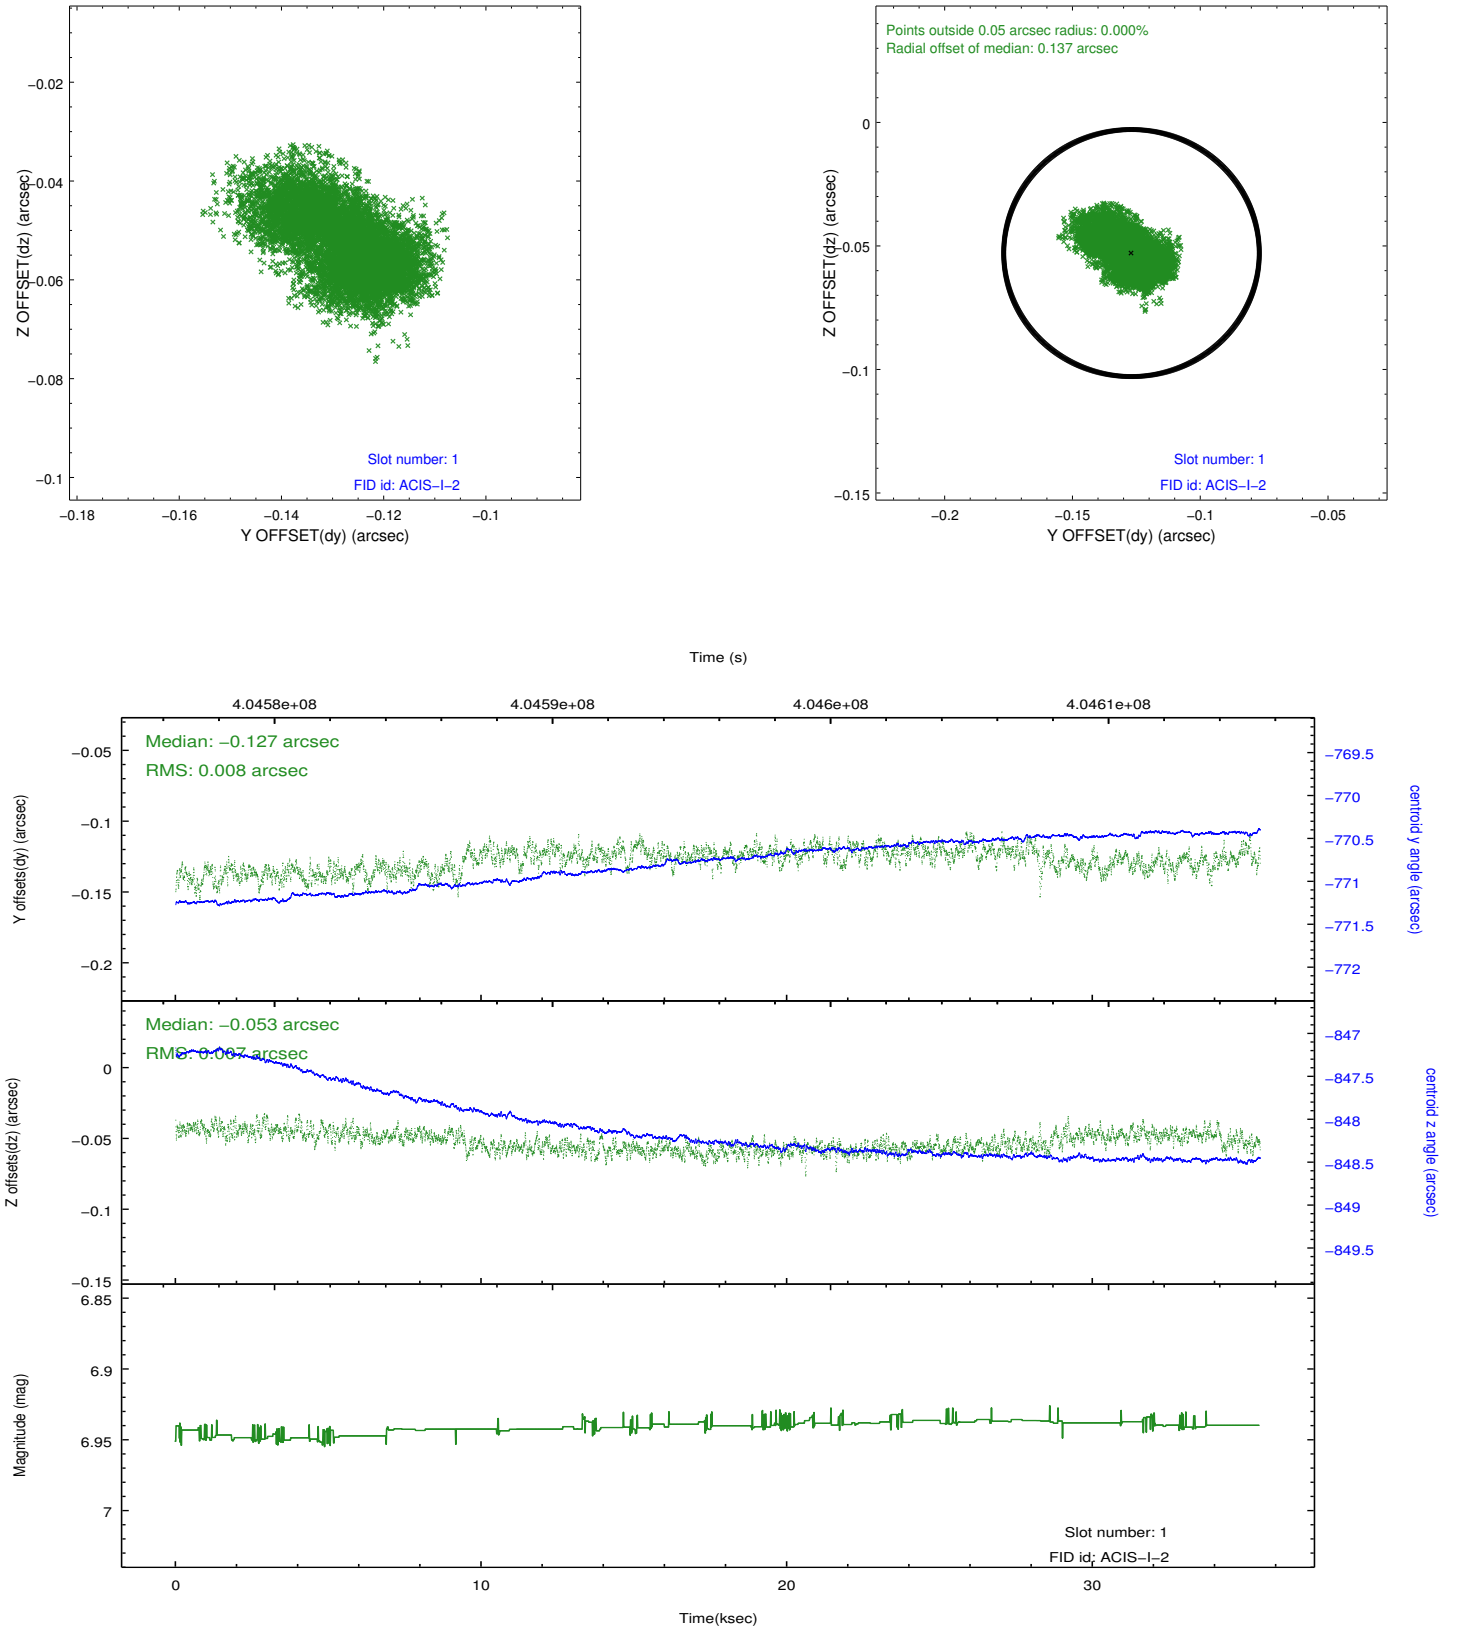 −0.02
−0.04
−0.06
−0.08
−0.1
Z OFFSET(dz) (arcsec)
Slot number: 1
FID id: ACIS−I−2
−0.18 −0.16 −0.14 −0.12 −0.1
Y OFFSET(dy) (arcsec)
Points outside 0.05 arcsec radius: 0.000%
Radial offset of median: 0.137 arcsec
0
−0.05
−0.1
−0.15
Z OFFSET(dz) (arcsec)
Slot number: 1
FID id: ACIS−I−2
−0.2 −0.15 −0.1 −0.05
Y OFFSET(dy) (arcsec)
Time (s)
4.0458e+08 4.0459e+08 4.046e+08 4.0461e+08
Median: −0.127 arcsec
RMS: 0.008 arcsec
−0.05
−0.1
−0.15
−0.2
Y offsets(dy) (arcsec)
−769.5
−770
−770.5
−771
−771.5
−772
centroid y angle (arcsec)
Median: −0.053 arcsec
RMS: 0.007 arcsec
0
−0.05
−0.1
−0.15
Z offsets(dz) (arcsec)
−847
−847.5
−848
−848.5
−849
−849.5
centroid z angle (arcsec)
6.85
6.9
6.95
7
Magnitude (mag)
Slot number: 1
FID id: ACIS−I−2
0 10 20 30
Time(ksec)